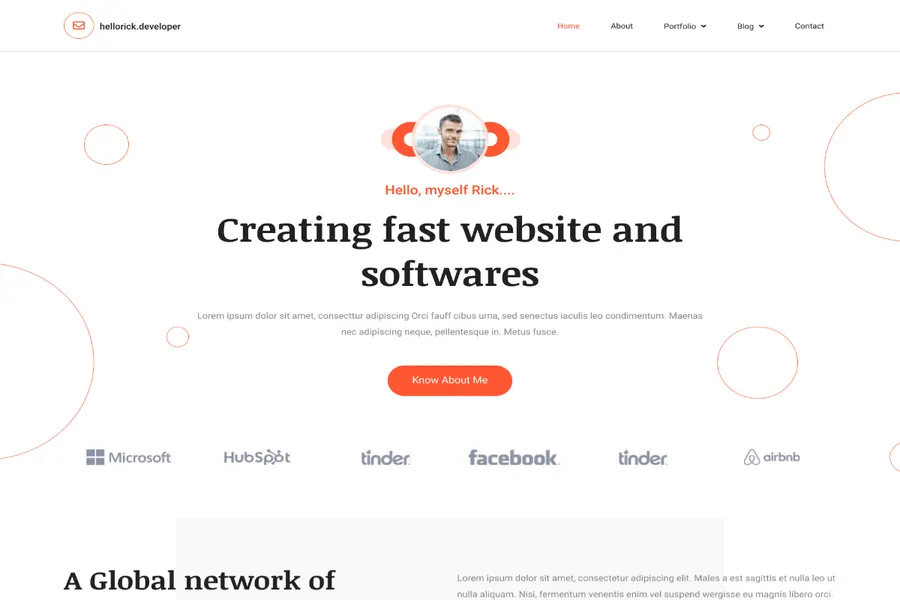 hellorick.developer
Home About Portfolio Blog Contact
Hello, myself Rick....
Creating fast website and
softwares
Lorem ipsum dolor sit amet, consecttur adipiscing Orci fauff cibus urna, sed senectus iaculis leo condimentum. Maenas
nec adipiscing neque, pellentesque in. Metus fusce.
Know About Me
Microsoft HubSpot tinder facebook tinder airbnb
A Global network of
Lorem ipsum dolor sit amet, consectetur adipiscing elit. Males a est sagittis et nulla leo ut
nulla aliquam. Nisi, fermentum venenatis enim vel suspend wergisse eu magnis libero orci.